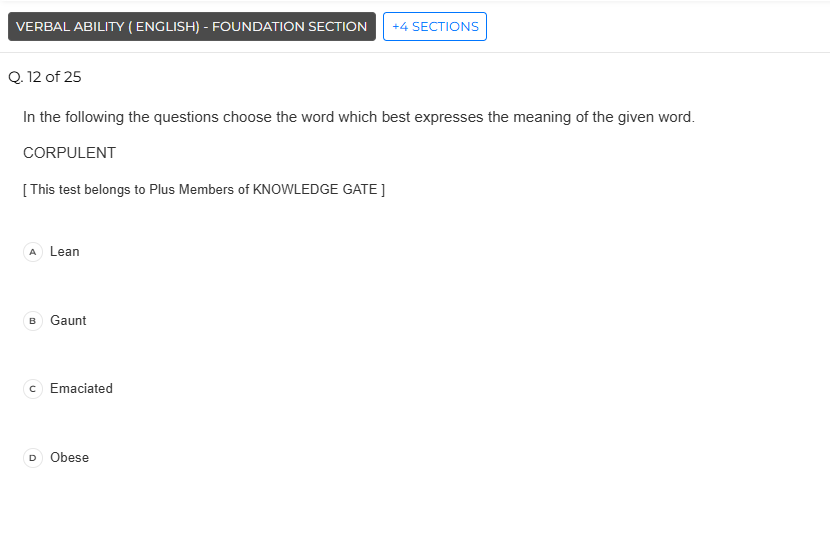 VERBAL ABILITY ( ENGLISH) - FOUNDATION SECTION +4 SECTIONS
Q. 12 of 25
In the following the questions choose the word which best expresses the meaning of the given word.
CORPULENT
[ This test belongs to Plus Members of KNOWLEDGE GATE ]
A Lean
B Gaunt
C Emaciated
D Obese